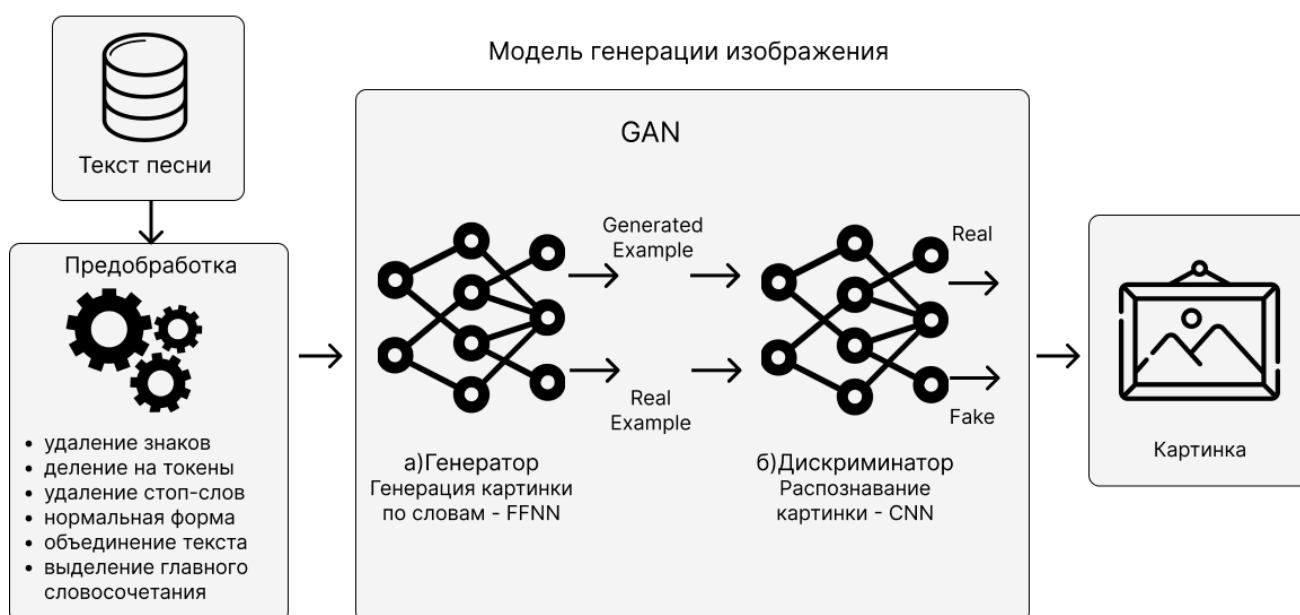 Модель генерации изображения
Текст песни
Предобработка
• удаление знаков
• деление на токены
• удаление стоп-слов
• нормальная форма
• объединение текста
• выделение главного
словосочетания
GAN
Generated
Example
Real
Example
а)Генератор
Генерация картинки
по словам - FFNN
Real
Fake
б)Дискриминатор
Распознавание
картинки - CNN
Картинка